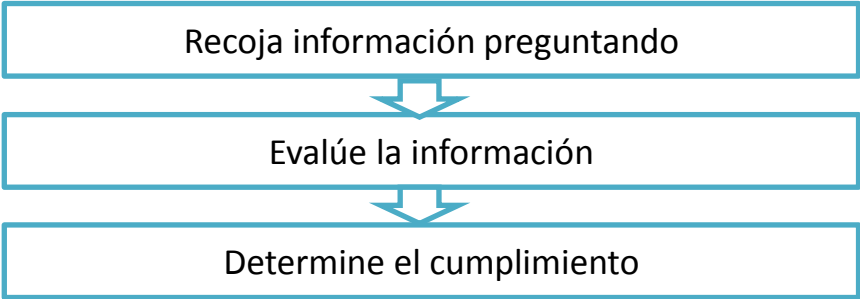 Recoja información preguntando
Evalúe la información
Determine el cumplimiento